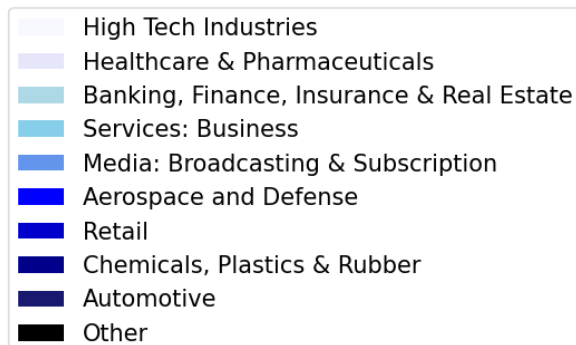 High Tech Industries
Healthcare & Pharmaceuticals
Banking, Finance, Insurance & Real Estate
Services: Business
Media: Broadcasting & Subscription
Aerospace and Defense
Retail
Chemicals, Plastics & Rubber
Automotive
Other